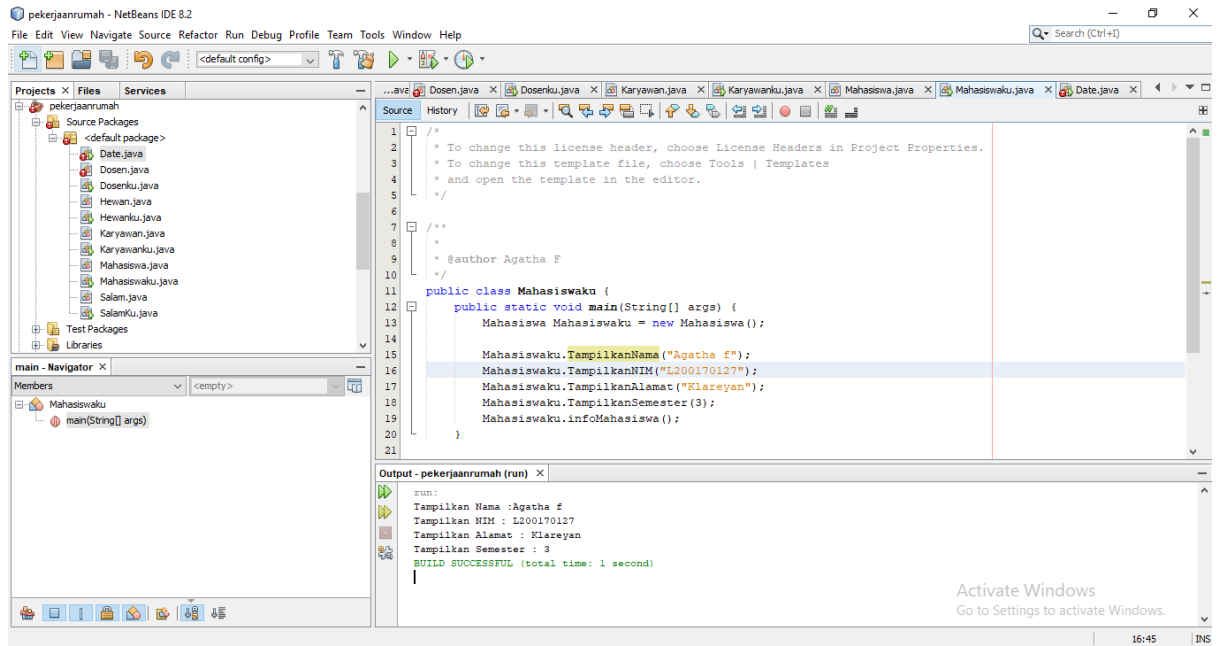 pekerjaanrumah - NetBeans IDE 8.2
File Edit View Navigate Source Refactor Run Debug Profile Team Tools Window Help
Search (Ctrl+I)
<default config>
Projects × Files Services
pekerjaanrumah
Source Packages
<default package>
Date.java
Dosen.java
Dosenku.java
Hewan.java
Hewanku.java
Karyawan.java
Karyawanku.java
Mahasiswa.java
Mahasiswaku.java
Salam.java
SalamKu.java
Test Packages
Libraries
main - Navigator ×
Members <empty>
Mahasiswaku
main(String[] args)
...ava Dosen.java × Dosenku.java × Karyawan.java × Karyawanku.java × Mahasiswa.java × Mahasiswaku.java × Date.java ×
Source History
1 /*
2 * To change this license header, choose License Headers in Project Properties.
3 * To change this template file, choose Tools | Templates
4 * and open the template in the editor.
5 */
6
7 /**
8 *
9 * @author Agatha F
10 */
11 public class Mahasiswaku {
12 public static void main(String[] args) {
13 Mahasiswa Mahasiswaku = new Mahasiswa();
14
15 Mahasiswaku.TampilkanNama("Agatha f");
16 Mahasiswaku.TampilkanNIM("L200170127");
17 Mahasiswaku.TampilkanAlamat("Klareyan");
18 Mahasiswaku.TampilkanSemester(3);
19 Mahasiswaku.infoMahasiswa();
20 }
21
Output - pekerjaanrumah (run) ×
run:
Tampilkan Nama :Agatha f
Tampilkan NIM : L200170127
Tampilkan Alamat : Klareyan
Tampilkan Semester : 3
BUILD SUCCESSFUL (total time: 1 second)
Activate Windows
Go to Settings to activate Windows.
16:45 INS